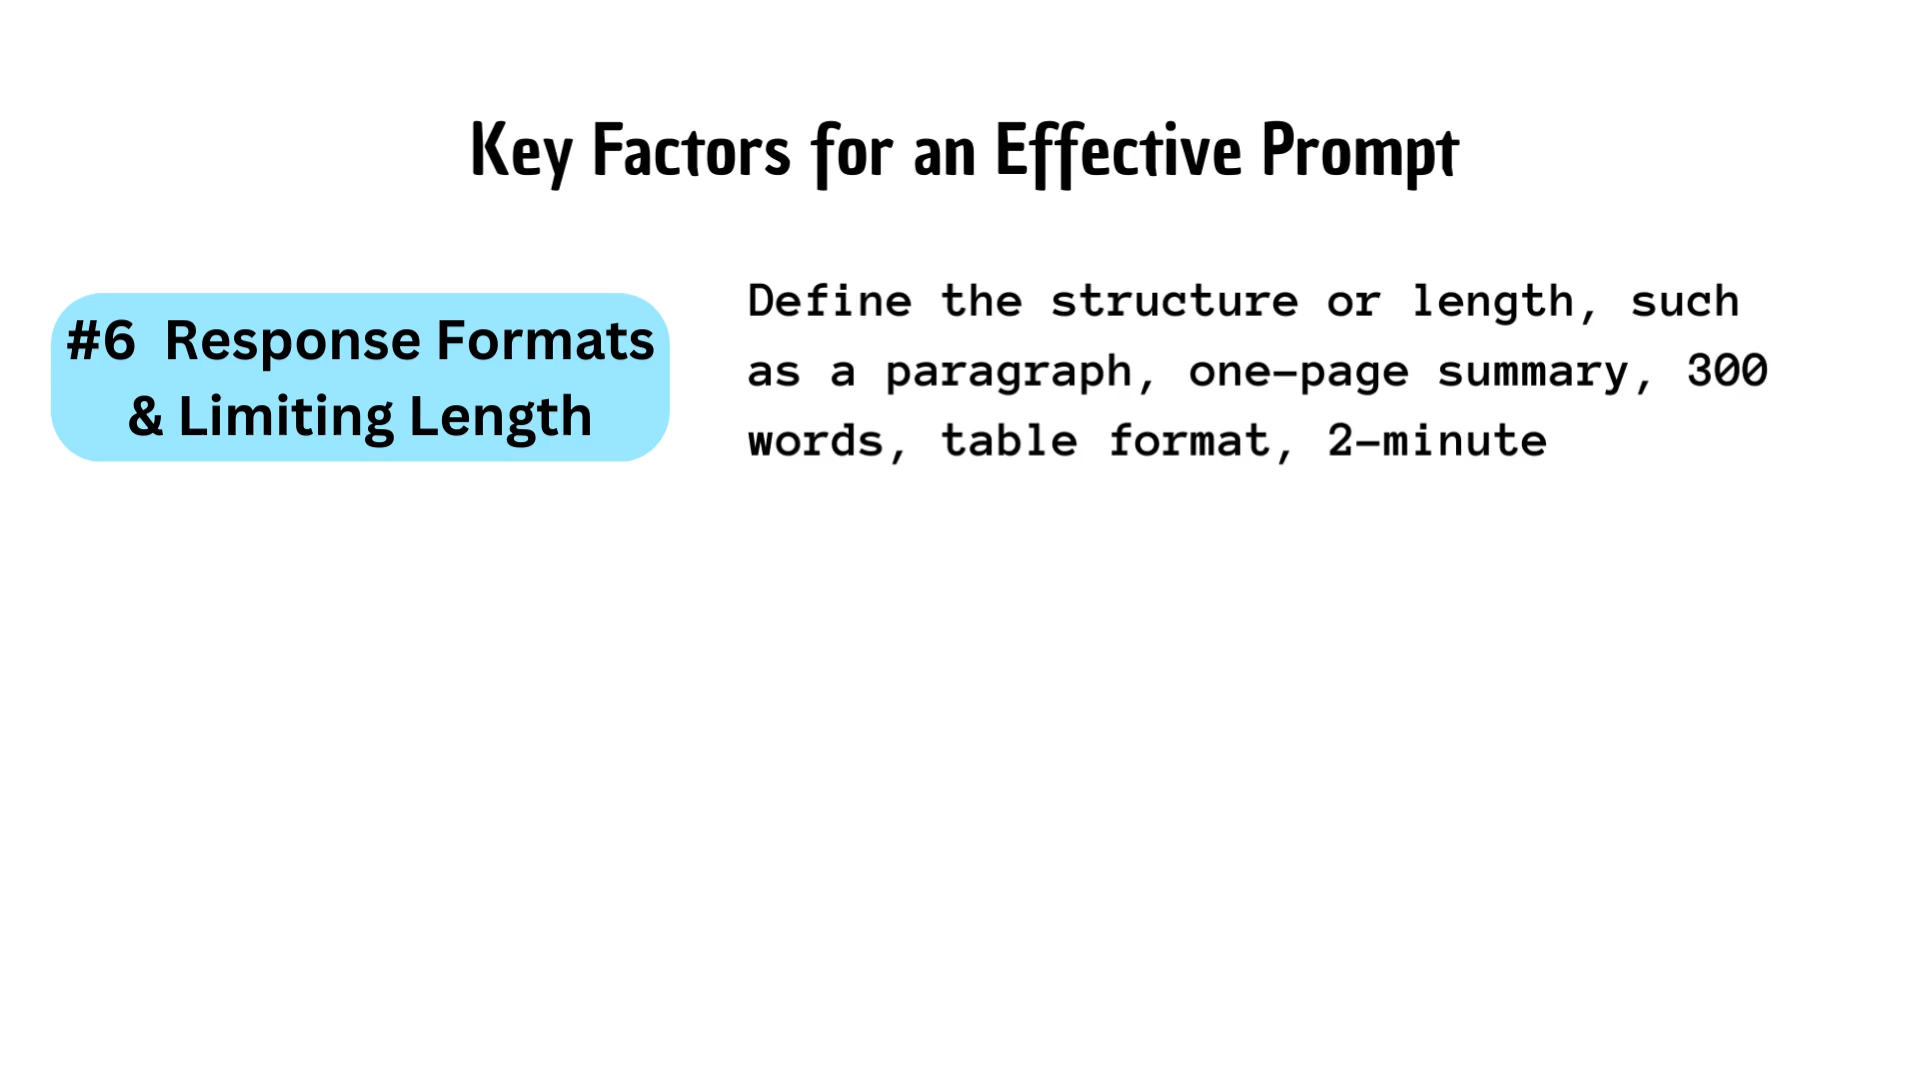 Key Factors for an Effective Prompt
#6 Response Formats
& Limiting Length
Define the structure or length, such
as a paragraph, one-page summary, 300
words, table format, 2-minute